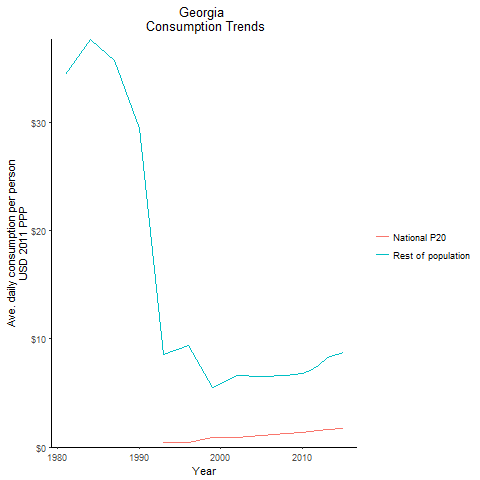 Georgia
Consumption Trends
Ave. daily consumption per person
USD 2011 PPP
$30
$20
$10
$0
1980
1990
2000
2010
Year
National P20
Rest of population